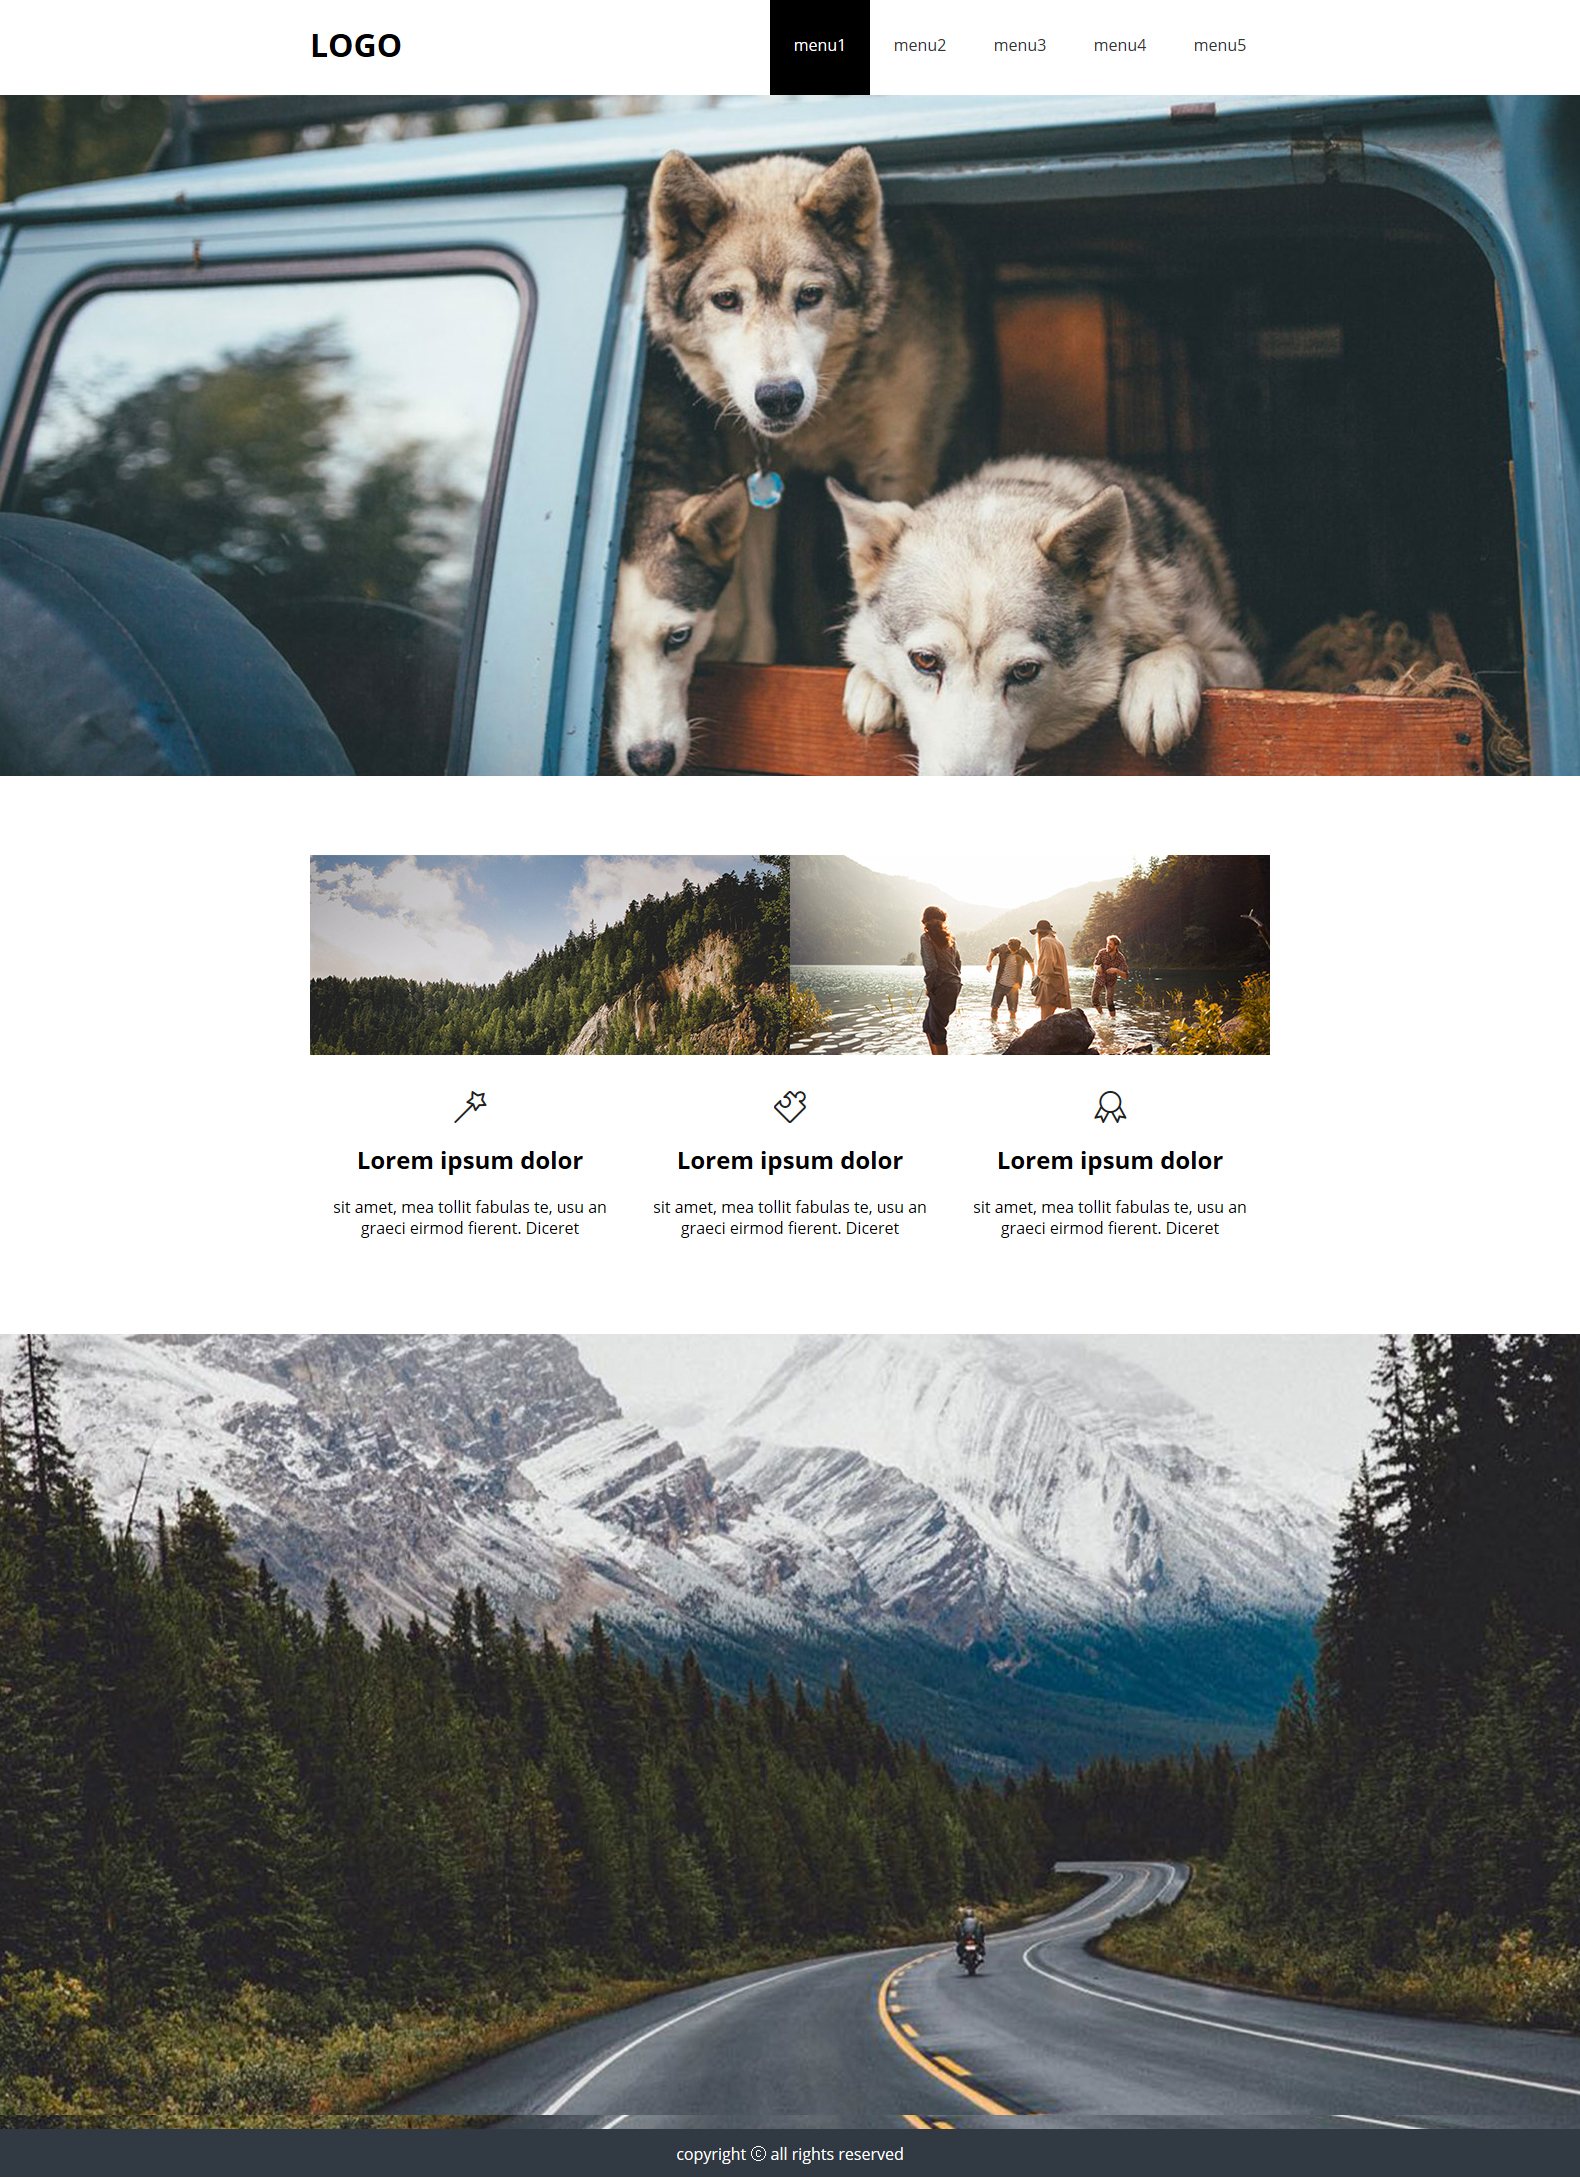 LOGO
menu1 menu2 menu3 menu4 menu5
Lorem ipsum dolor
sit amet, mea tollit fabulas te, usu an
graeci eirmod fierent. Diceret
Lorem ipsum dolor
sit amet, mea tollit fabulas te, usu an
graeci eirmod fierent. Diceret
Lorem ipsum dolor
sit amet, mea tollit fabulas te, usu an
graeci eirmod fierent. Diceret
copyright ⓒ all rights reserved